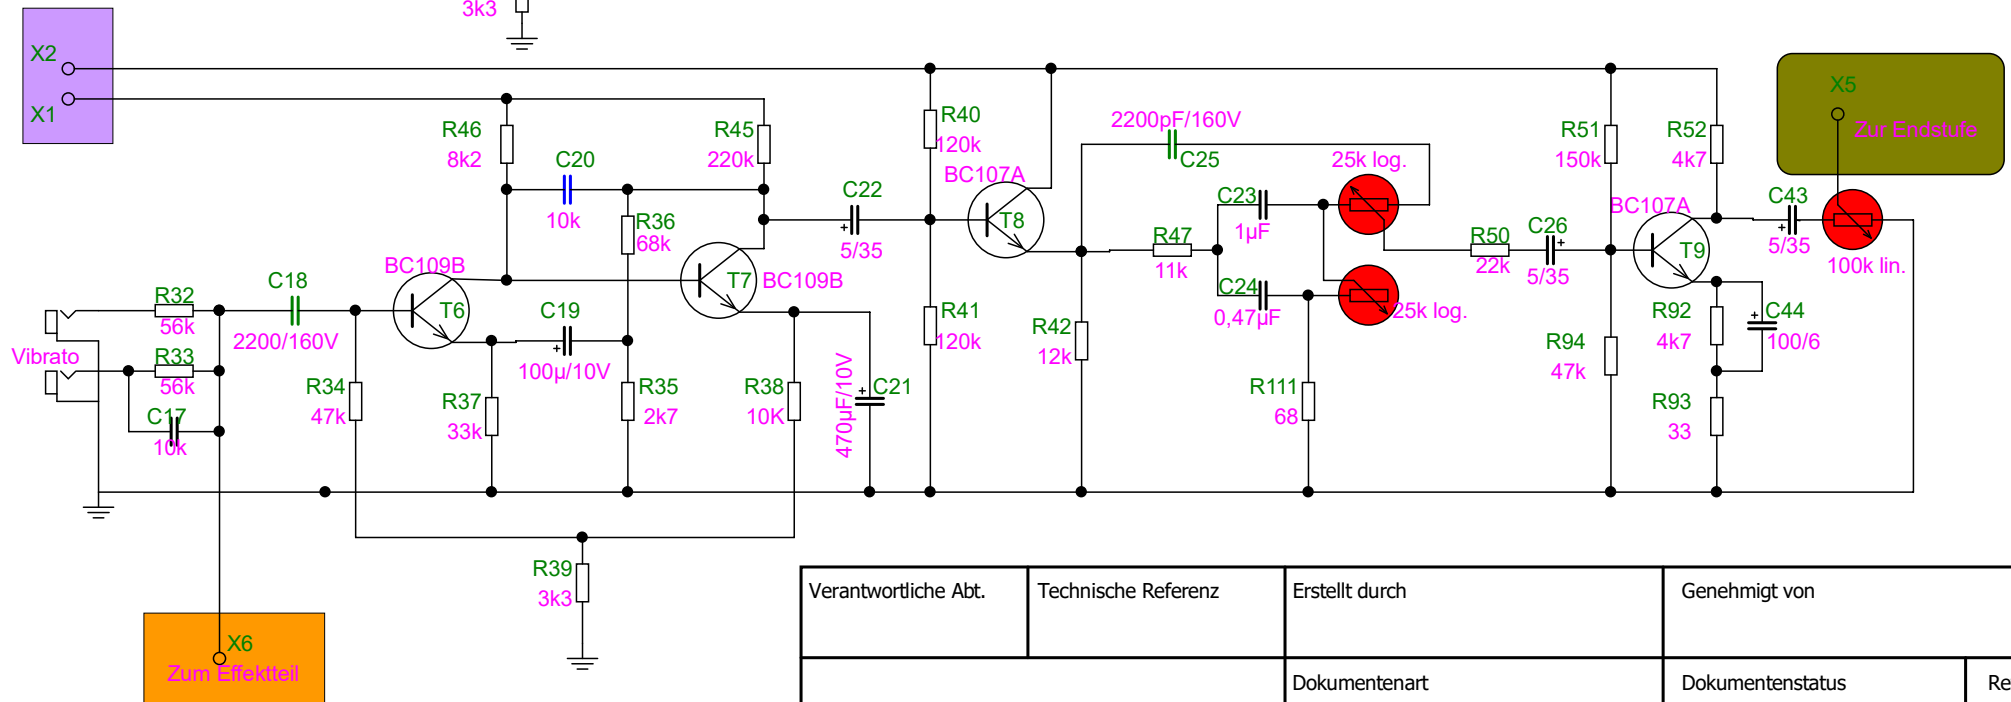 3k3
X2
X1
R46
8k2
C20
10k
R45
220k
R36
68k
C22
5/35
R40
120k
BC107A
T8
2200pF/160V
C25
25k log.
C23
1µF
R47
11k
C24
0,47µF
25k log.
R50
22k
C26
5/35
R51
150k
R52
4k7
BC107A
T9
C43
5/35
X5
Zur Endstufe
100k lin.
Vibrato
R32
56k
R33
56k
C17
10k
C18
2200/160V
R34
47k
BC109B
T6
R37
33k
C19
100µ/10V
R35
2k7
T7
BC109B
R38
10K
470µF/10V
C21
R41
120k
R42
12k
R111
68
R94
47k
R92
4k7
C44
100/6
R93
33
R39
3k3
X6
Zum Effektteil
Verantwortliche Abt.
Technische Referenz
Erstellt durch
Genehmigt von
Dokumentenart
Dokumentenstatus
Re